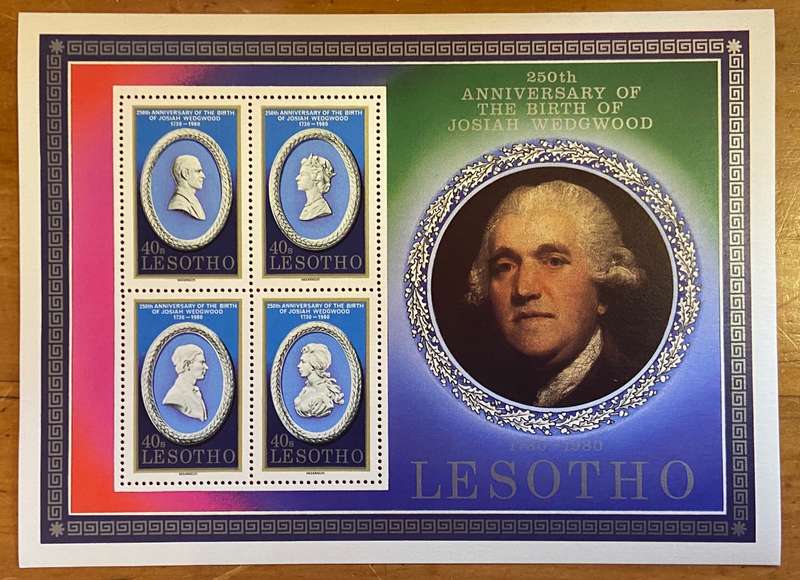 250th ANNIVERSARY OF THE BIRTH
OF JOSIAH WEDGWOOD
1730—1980
40s
LESOTHO
250th ANNIVERSARY OF THE BIRTH
OF JOSIAH WEDGWOOD
1730—1980
40s
LESOTHO
250th ANNIVERSARY OF THE BIRTH
OF JOSIAH WEDGWOOD
1730—1980
40s
LESOTHO
250th ANNIVERSARY OF THE BIRTH
OF JOSIAH WEDGWOOD
1730—1980
40s
LESOTHO
250th
ANNIVERSARY OF
THE BIRTH OF
JOSIAH WEDGWOOD
1730-1980
LESOTHO